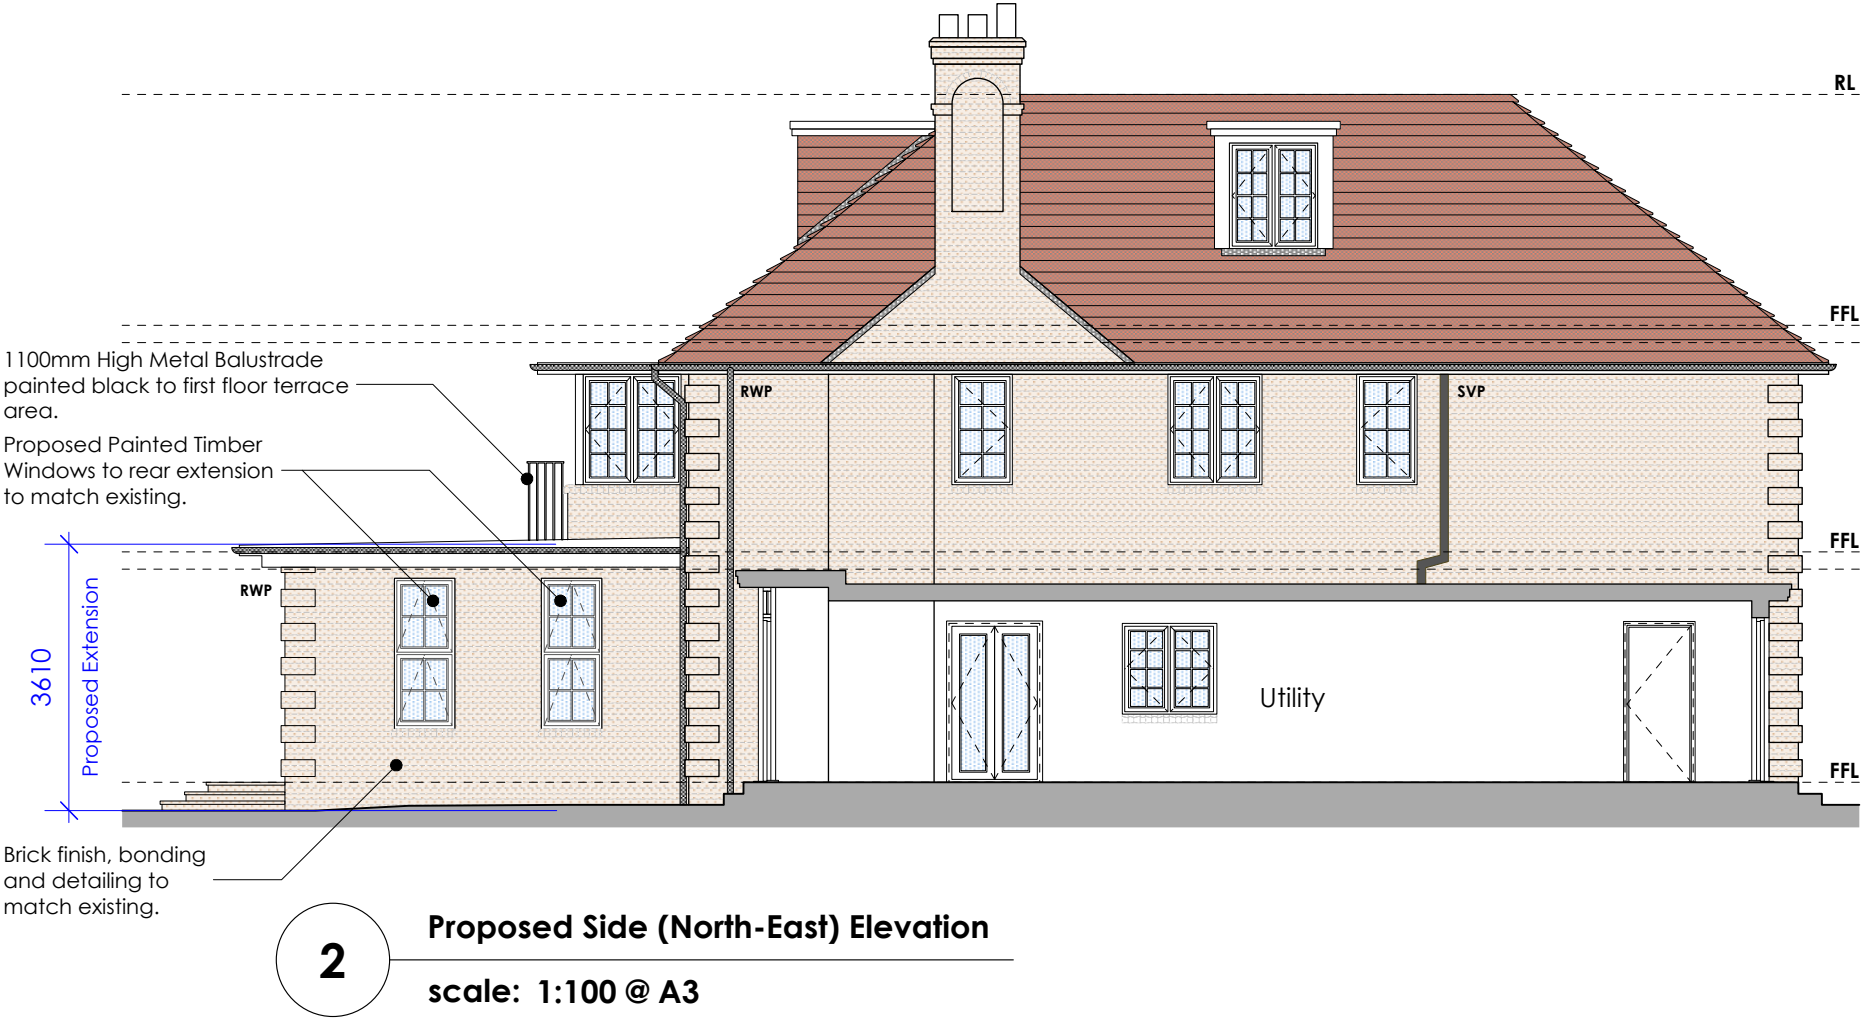 RL
FFL
1100mm High Metal Balustrade
painted black to first floor terrace
area.
RWP
SVP
Proposed Painted Timber
Windows to rear extension
to match existing.
FFL
RWP
3610
Proposed Extension
Utility
FFL
Brick finish, bonding
and detailing to
match existing.
2
Proposed Side (North-East) Elevation
scale: 1:100 @ A3